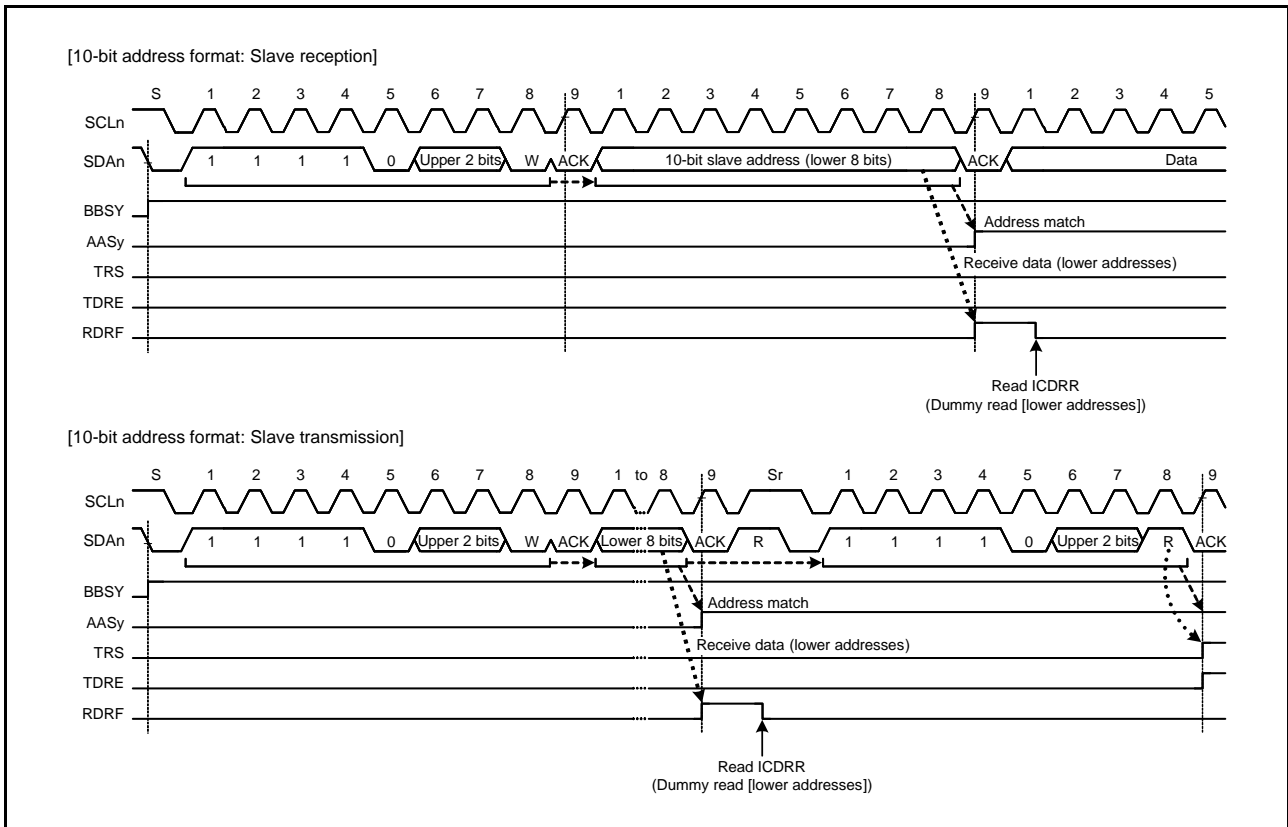 [10-bit address format: Slave reception]
S 1 2 3 4 5 6 7 8 9 1 2 3 4 5 6 7 8 9 1 2 3 4 5
SCLn
SDAn 1 1 1 1 0 Upper 2 bits W ACK 10-bit slave address (lower 8 bits) ACK Data
BBSY
Address match
AASy
Receive data (lower addresses)
TRS
TDRE
RDRF
Read ICDRR
(Dummy read [lower addresses])
[10-bit address format: Slave transmission]
S 1 2 3 4 5 6 7 8 9 1 to 8 9 Sr 1 2 3 4 5 6 7 8 9
SCLn
SDAn 1 1 1 1 0 Upper 2 bits W ACK Lower 8 bits ACK R 1 1 1 1 0 Upper 2 bits R ACK
BBSY
Address match
AASy
Receive data (lower addresses)
TRS
TDRE
RDRF
Read ICDRR
(Dummy read [lower addresses])